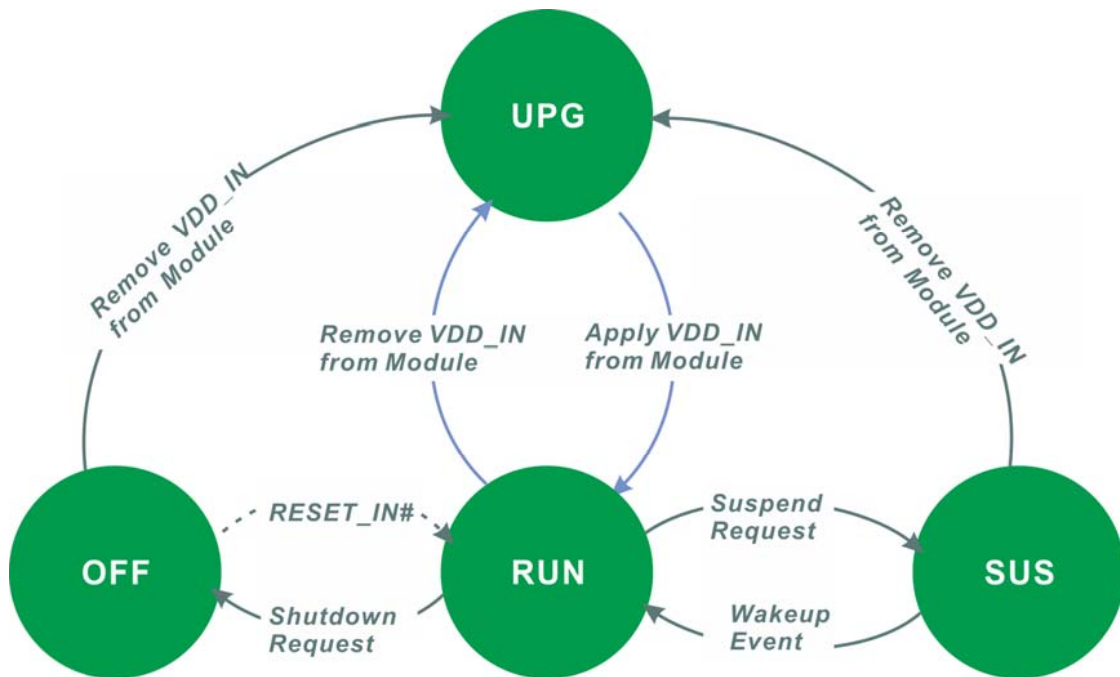 UPG
Remove VDD_IN
from Module
Remove VDD_IN
from Module
Remove VDD_IN
from Module
Apply VDD_IN
from Module
OFF
RESET_IN#
Shutdown
Request
RUN
Suspend
Request
Wakeup
Event
SUS